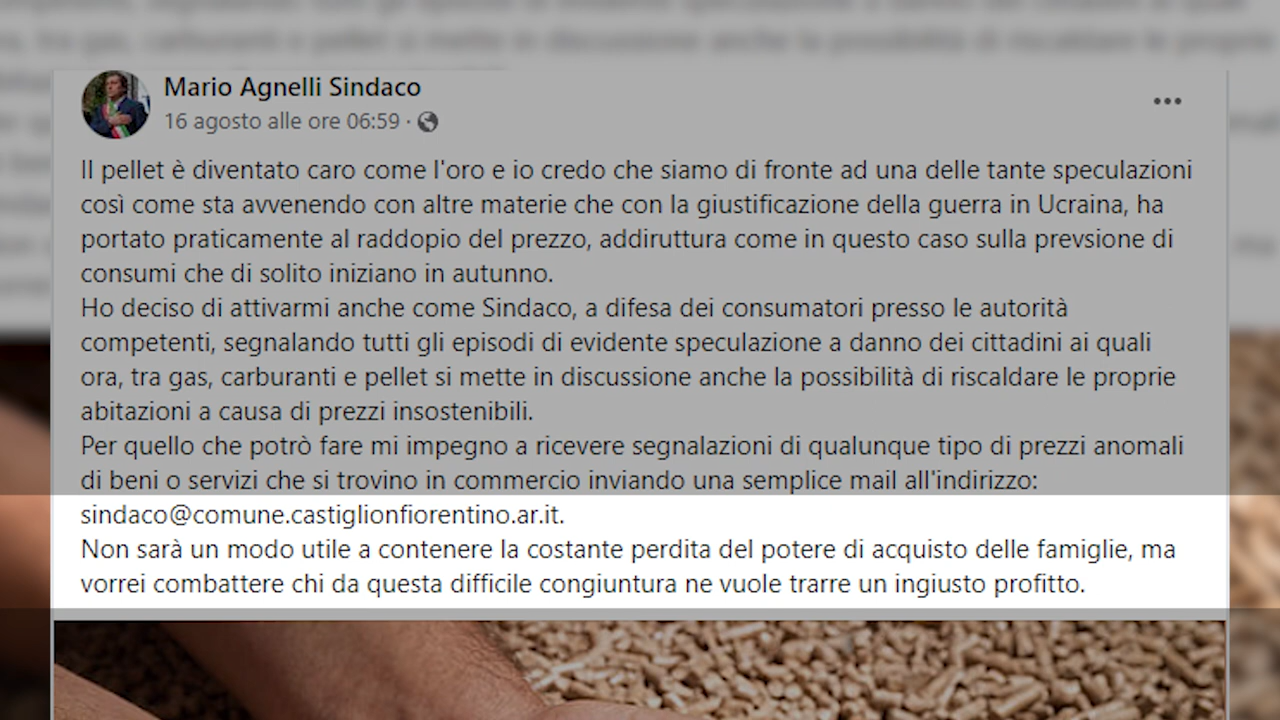 Mario Agnelli Sindaco
16 agosto alle ore 06:59 ·
Il pellet è diventato caro come l'oro e io credo che siamo di fronte ad una delle tante speculazioni
così come sta avvenendo con altre materie che con la giustificazione della guerra in Ucraina, ha
portato praticamente al raddopio del prezzo, addiruttura come in questo caso sulla prevsione di
consumi che di solito iniziano in autunno.
Ho deciso di attivarmi anche come Sindaco, a difesa dei consumatori presso le autorità
competenti, segnalando tutti gli episodi di evidente speculazione a danno dei cittadini ai quali
ora, tra gas, carburanti e pellet si mette in discussione anche la possibilità di riscaldare le proprie
abitazioni a causa di prezzi insostenibili.
Per quello che potrò fare mi impegno a ricevere segnalazioni di qualunque tipo di prezzi anomali
di beni o servizi che si trovino in commercio inviando una semplice mail all'indirizzo:
sindaco@comune.castiglionfiorentino.ar.it.
Non sarà un modo utile a contenere la costante perdita del potere di acquisto delle famiglie, ma
vorrei combattere chi da questa difficile congiuntura ne vuole trarre un ingiusto profitto.